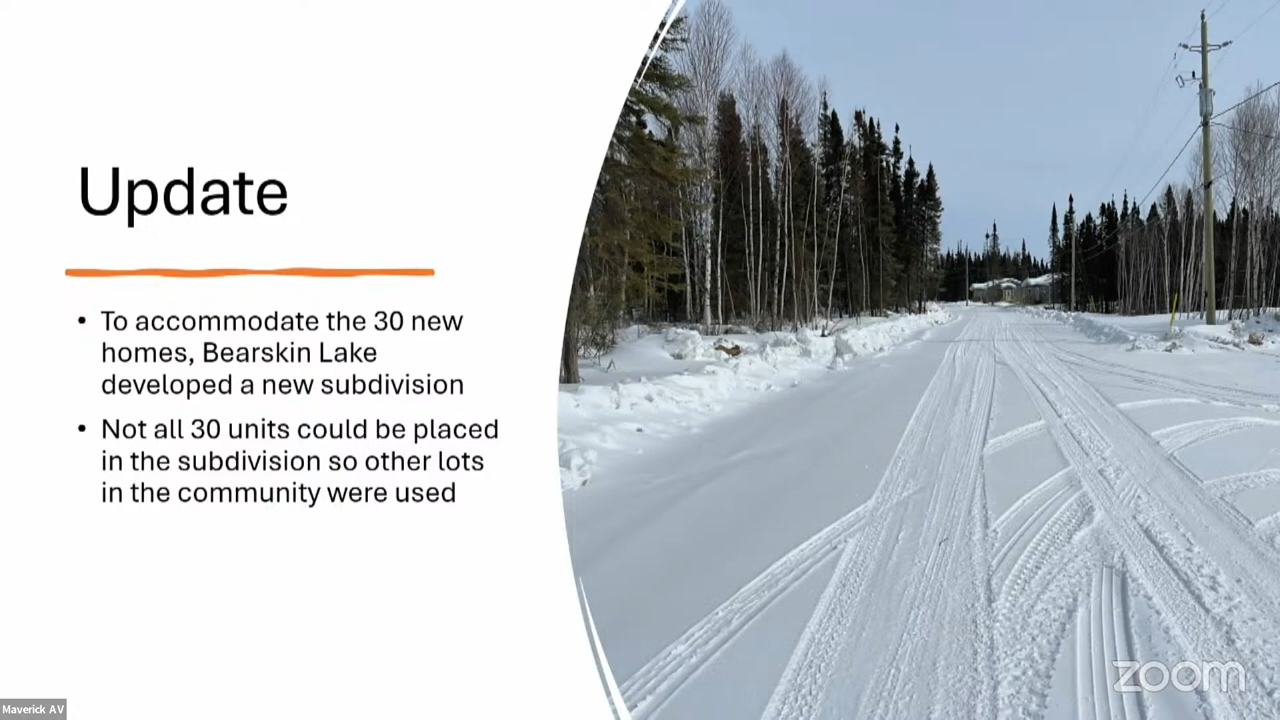 Update
• To accommodate the 30 new
homes, Bearskin Lake
developed a new subdivision
• Not all 30 units could be placed
in the subdivision so other lots
in the community were used
zoom
Maverick AV